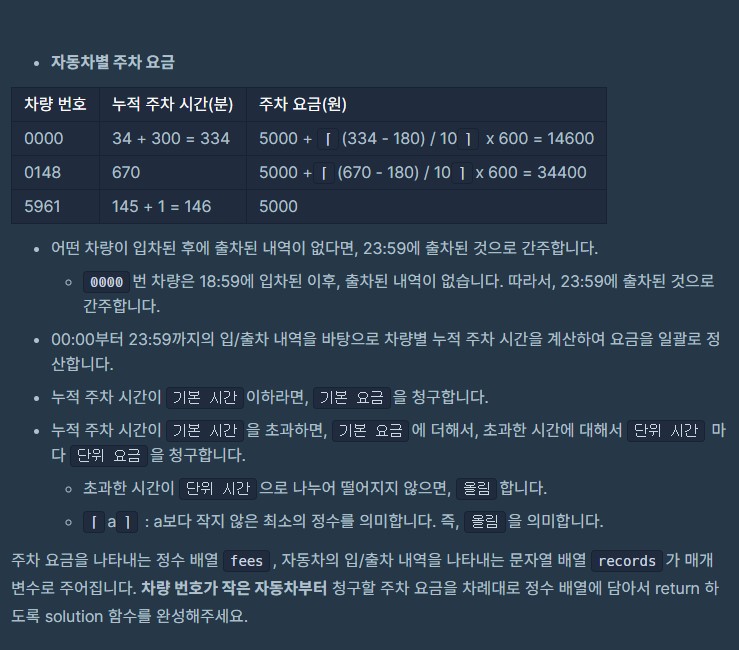 자동차별 주차 요금
차량 번호 누적 주차 시간(분) 주차 요금(원)
0000 34 + 300 = 334 5000 + ⌈ (334 - 180) / 10 ⌉ x 600 = 14600
0148 670 5000 + ⌈ (670 - 180) / 10 ⌉ x 600 = 34400
5961 145 + 1 = 146 5000
어떤 차량이 입차된 후에 출차된 내역이 없다면, 23:59에 출차된 것으로 간주합니다.
0000 번 차량은 18:59에 입차된 이후, 출차된 내역이 없습니다. 따라서, 23:59에 출차된 것으로
간주합니다.
00:00부터 23:59까지의 입/출차 내역을 바탕으로 차량별 누적 주차 시간을 계산하여 요금을 일괄로 정
산합니다.
누적 주차 시간이 기본 시간 이하라면, 기본 요금 을 청구합니다.
누적 주차 시간이 기본 시간 을 초과하면, 기본 요금 에 더해서, 초과한 시간에 대해서 단위 시간 마
다 단위 요금 을 청구합니다.
초과한 시간이 단위 시간 으로 나누어 떨어지지 않으면, 올림 합니다.
⌈ a ⌉ : a보다 작지 않은 최소의 정수를 의미합니다. 즉, 올림 을 의미합니다.
주차 요금을 나타내는 정수 배열 fees , 자동차의 입/출차 내역을 나타내는 문자열 배열 records 가 매개
변수로 주어집니다. 차량 번호가 작은 자동차부터 청구할 주차 요금을 차례대로 정수 배열에 담아서 return 하
도록 solution 함수를 완성해주세요.